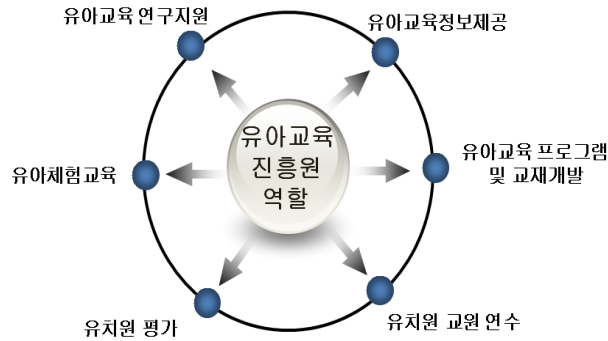 유아교육 연구지원
유아교육정보제공
유아교육
진흥원
역할
유아체험교육
유아교육 프로그램
및 교재개발
유치원 평가
유치원 교원 연수